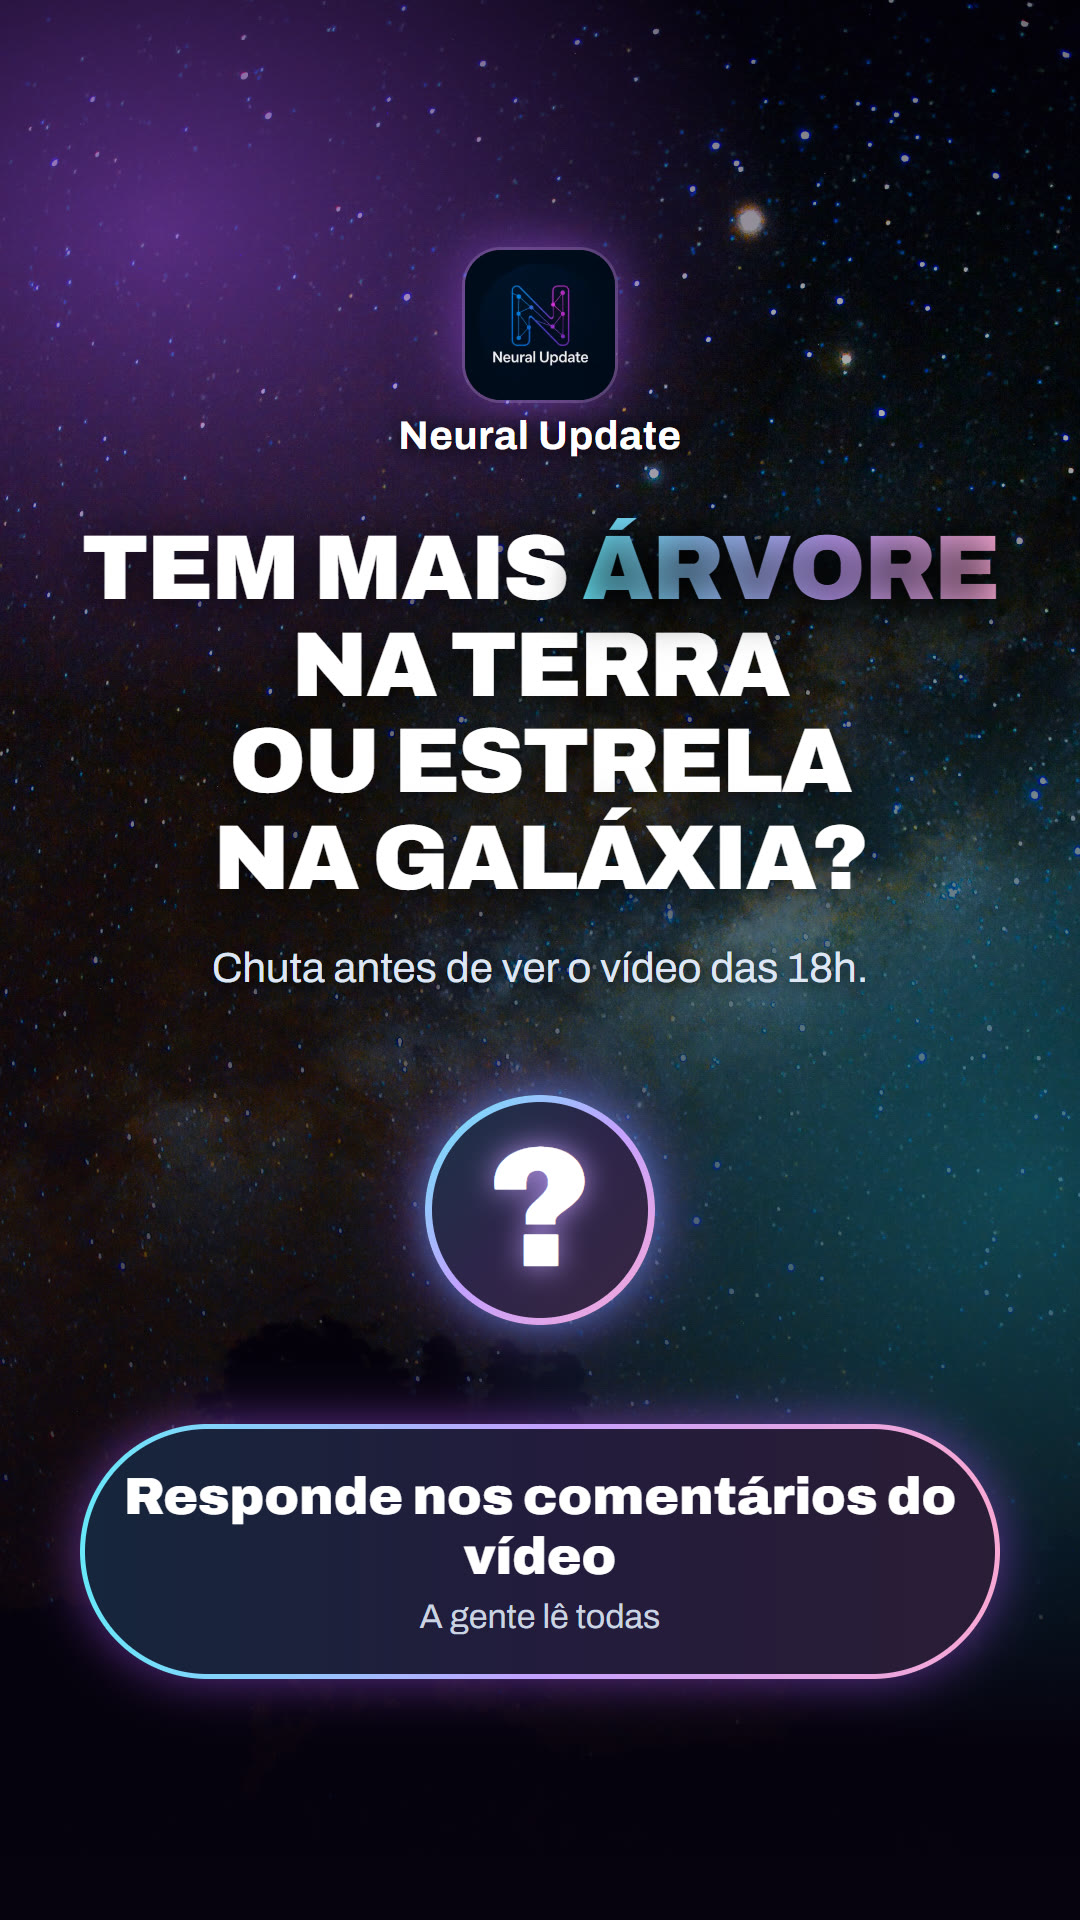 Neural Update
Neural Update
TEM MAIS ÁRVORE
NA TERRA
OU ESTRELA
NA GALÁXIA?
Chuta antes de ver o vídeo das 18h.
?
Responde nos comentários do
vídeo
A gente lê todas